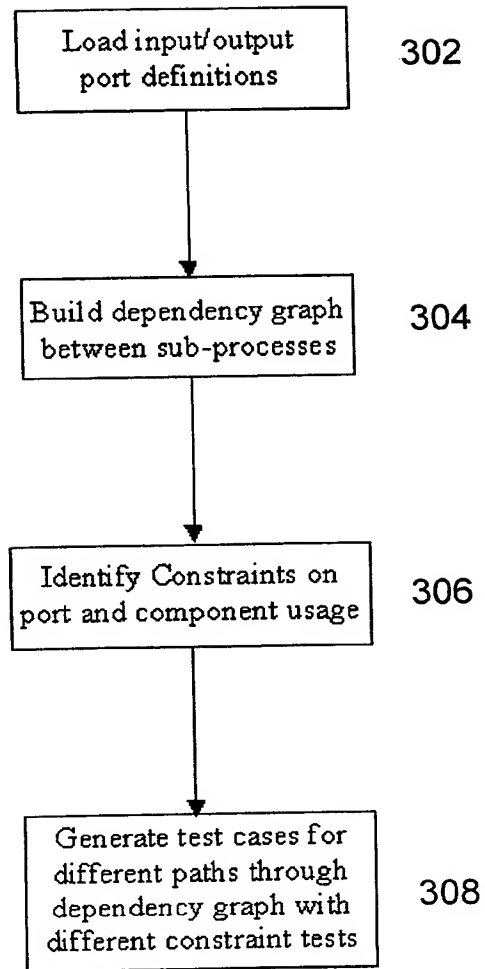 Load input/output
port definitions
302
Build dependency graph
between sub-processes
304
Identify Constraints on
port and component usage
306
Generate test cases for
different paths through
dependency graph with
different constraint tests
308